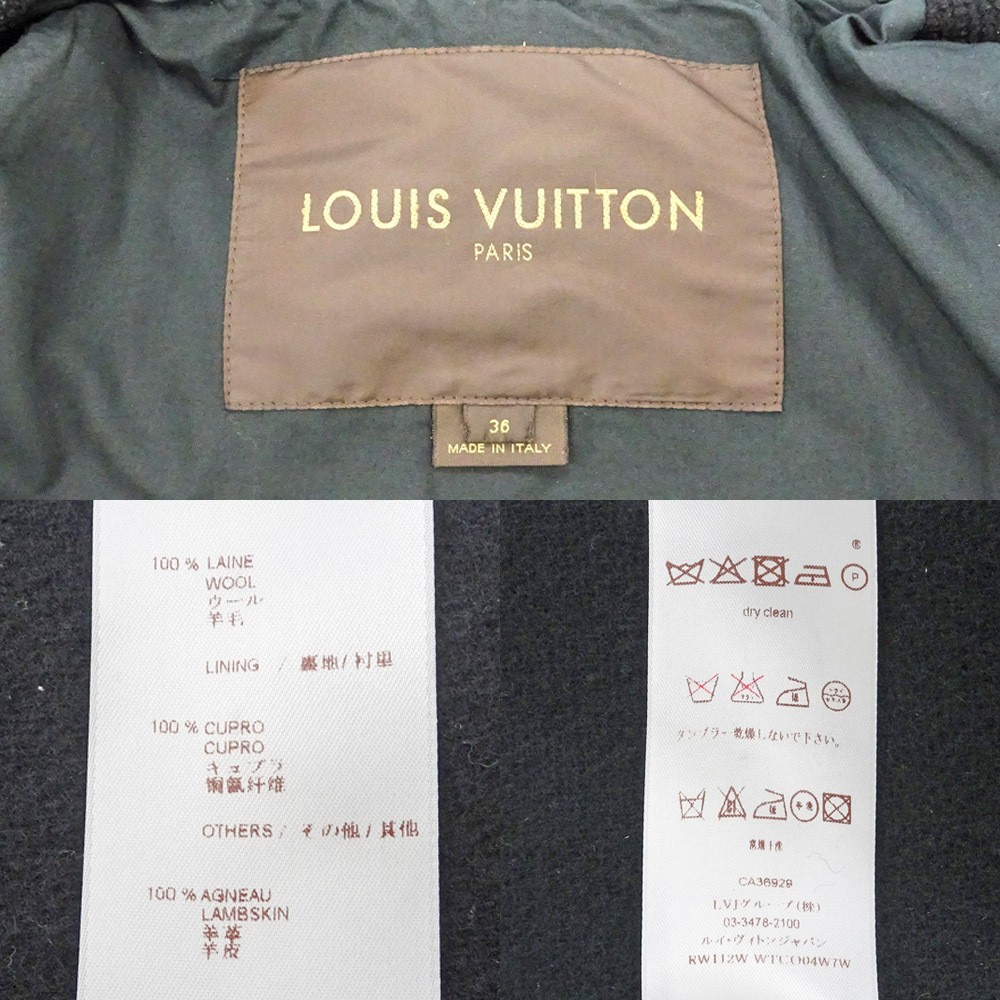 LOUIS VUITTON
PARIS
36
MADE IN ITALY
100 % LAINE
WOOL
ウール
羊毛
LINING / 裏地 / 衬里
100 % CUPRO
CUPRO
キュプラ
铜氨纤维
OTHERS / その他 / 其他
100 % AGNEAU
LAMBSKIN
羊革
羊皮
®
P
dry clean
タンブラー乾燥しないで下さい。
CA36929
LVJグループ(株)
03-3478-2100
ルイ・ヴィトンジャパン
RW112W WTCO04W7W